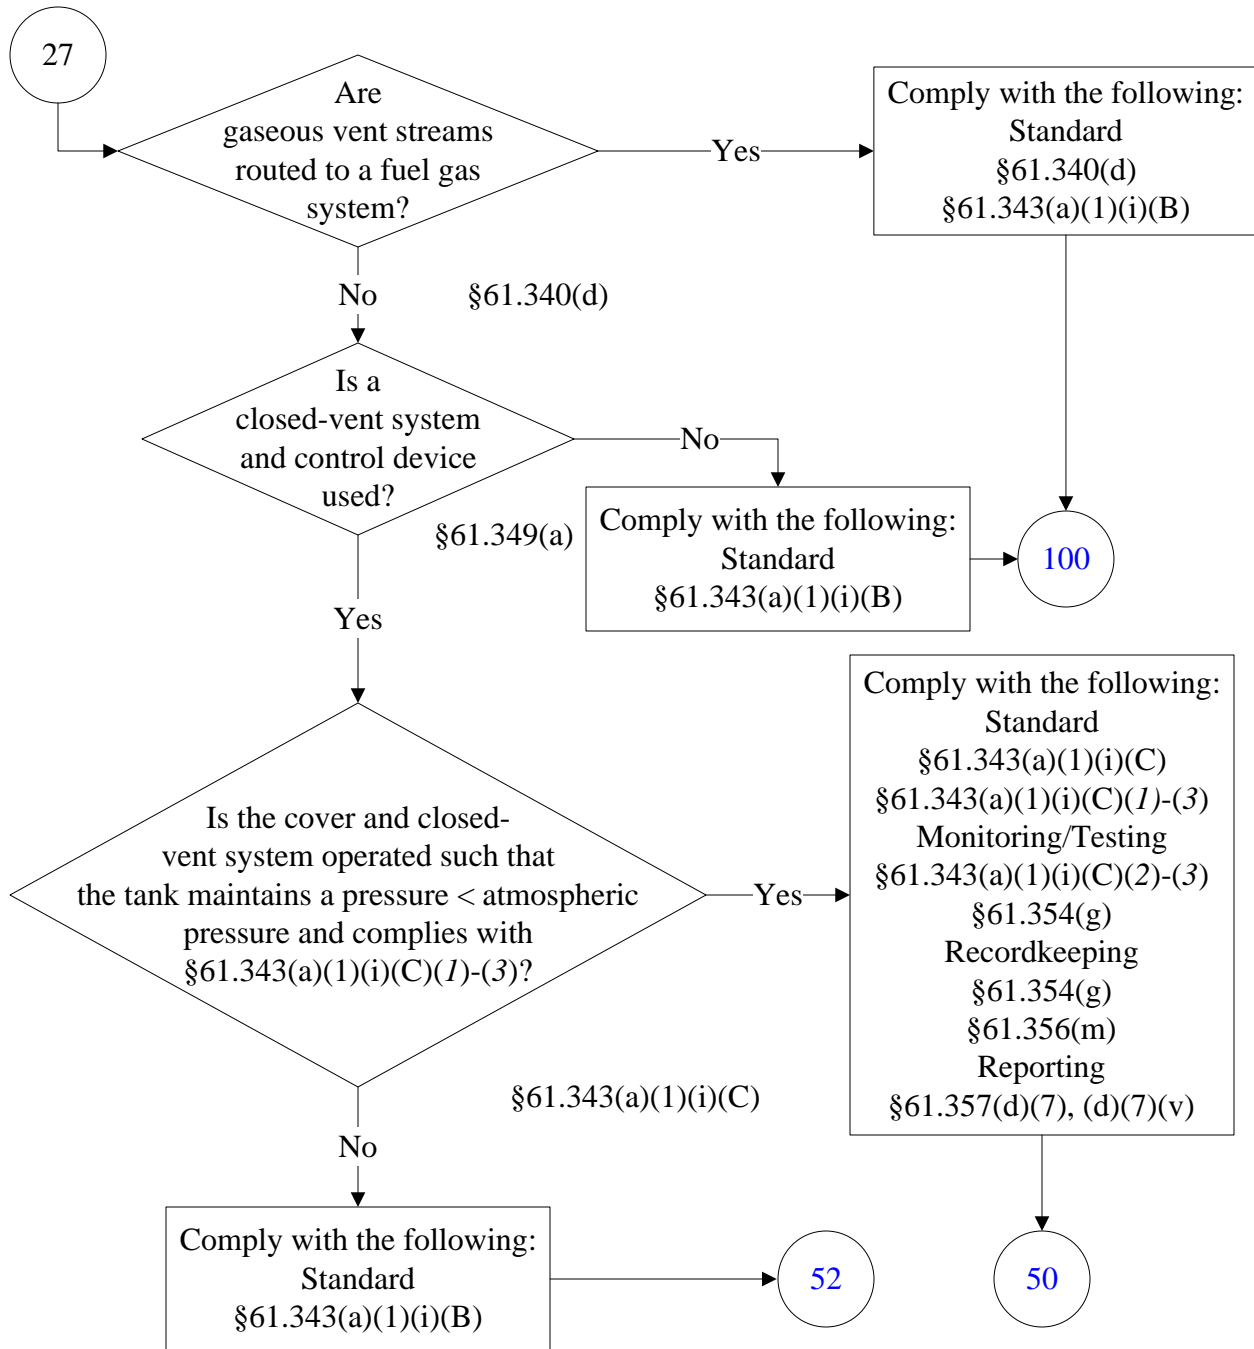 27
Are
gaseous vent streams
routed to a fuel gas
system?
Yes
Comply with the following:
Standard
§61.340(d)
§61.343(a)(1)(i)(B)
No
§61.340(d)
Is a
closed-vent system
and control device
used?
No
§61.349(a)
Comply with the following:
Standard
§61.343(a)(1)(i)(B)
100
Yes
Is the cover and closed-
vent system operated such that
the tank maintains a pressure < atmospheric
pressure and complies with
§61.343(a)(1)(i)(C)(1)-(3)?
Yes
Comply with the following:
Standard
§61.343(a)(1)(i)(C)
§61.343(a)(1)(i)(C)(1)-(3)
Monitoring/Testing
§61.343(a)(1)(i)(C)(2)-(3)
§61.354(g)
Recordkeeping
§61.354(g)
§61.356(m)
Reporting
§61.357(d)(7), (d)(7)(v)
§61.343(a)(1)(i)(C)
No
Comply with the following:
Standard
§61.343(a)(1)(i)(B)
52
50